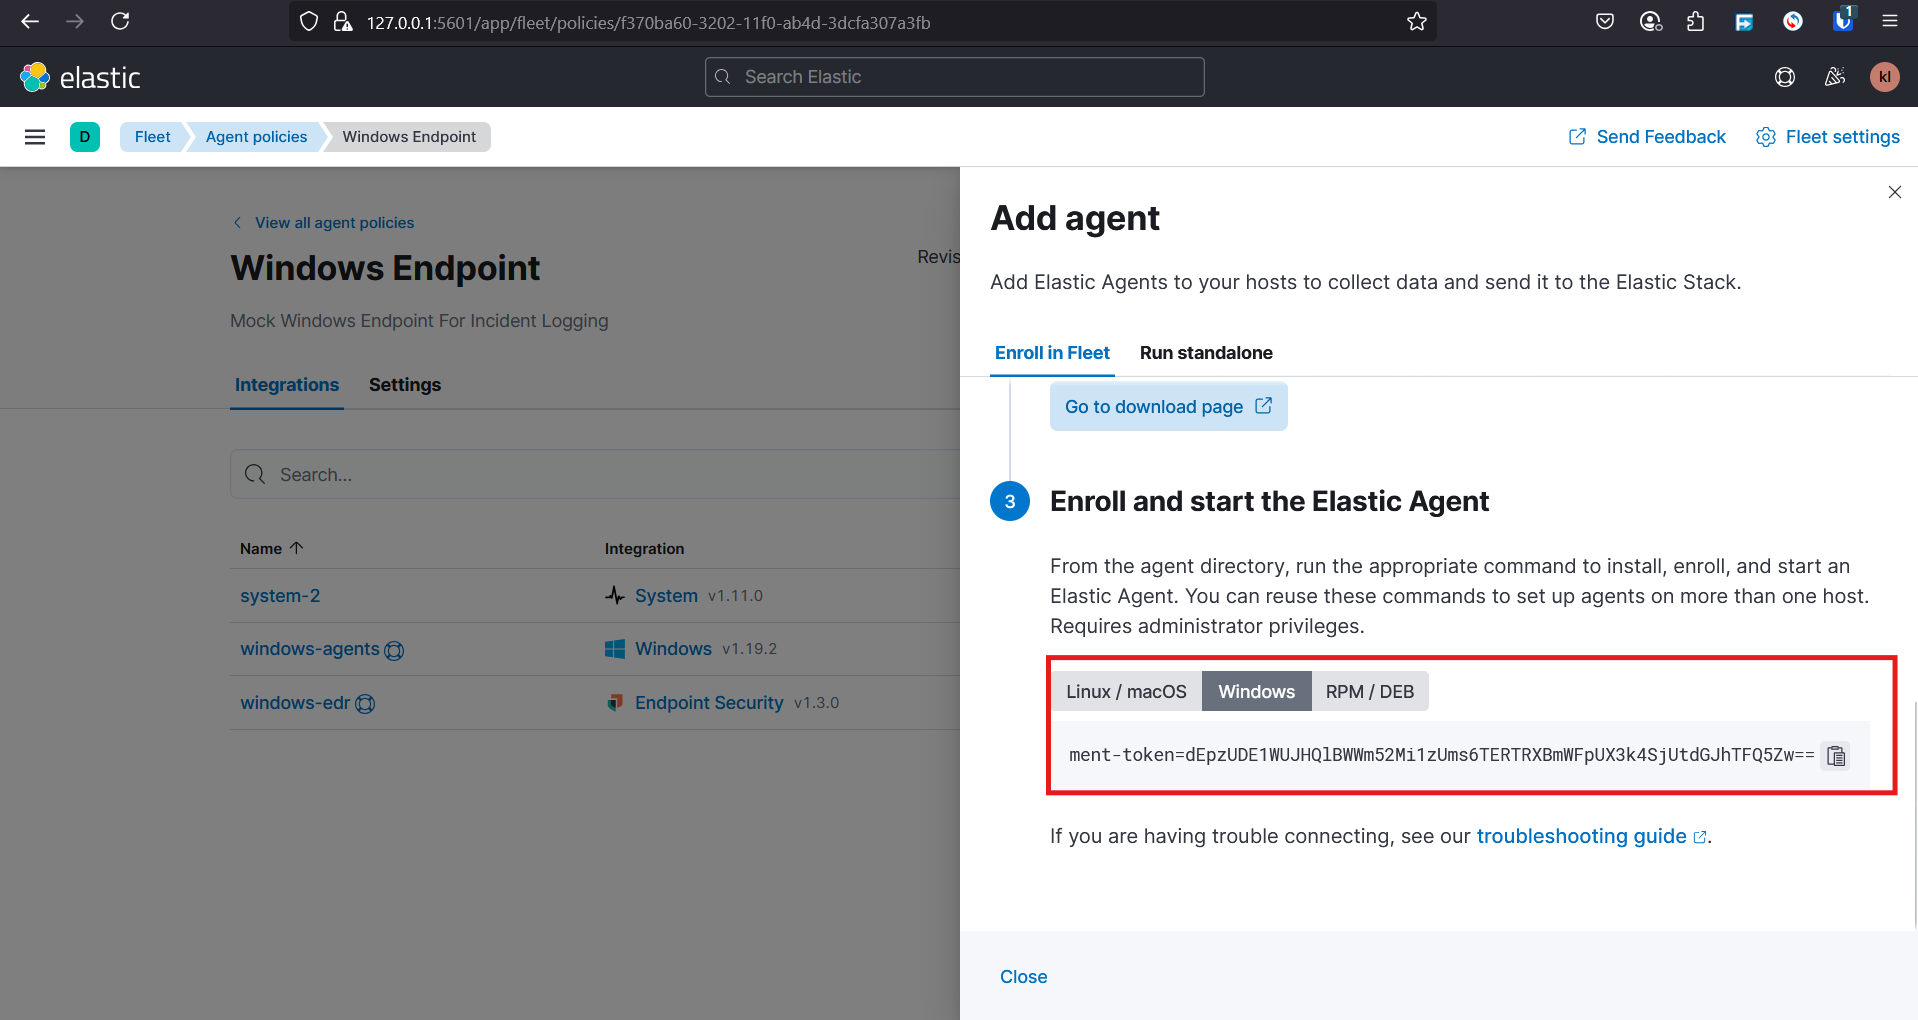 127.0.0.1:5601/app/fleet/policies/f370ba60-3202-11f0-ab4d-3dcfa307a3fb
1
elastic
Search Elastic
kl
D
Fleet
Agent policies
Windows Endpoint
Send Feedback
Fleet settings
View all agent policies
Windows Endpoint
Revis
Mock Windows Endpoint For Incident Logging
Integrations
Settings
Search...
Name
Integration
system-2
System v1.11.0
windows-agents
Windows v1.19.2
windows-edr
Endpoint Security v1.3.0
Add agent
Add Elastic Agents to your hosts to collect data and send it to the Elastic Stack.
Enroll in Fleet
Run standalone
Go to download page
3
Enroll and start the Elastic Agent
From the agent directory, run the appropriate command to install, enroll, and start an
Elastic Agent. You can reuse these commands to set up agents on more than one host.
Requires administrator privileges.
Linux / macOS
Windows
RPM / DEB
ment-token=dEpzUDE1WUJHQlBWWm52Mi1zUms6TERTRXBmWFpUX3k4SjUtdGJhTFQ5Zw==
If you are having trouble connecting, see our troubleshooting guide.
Close